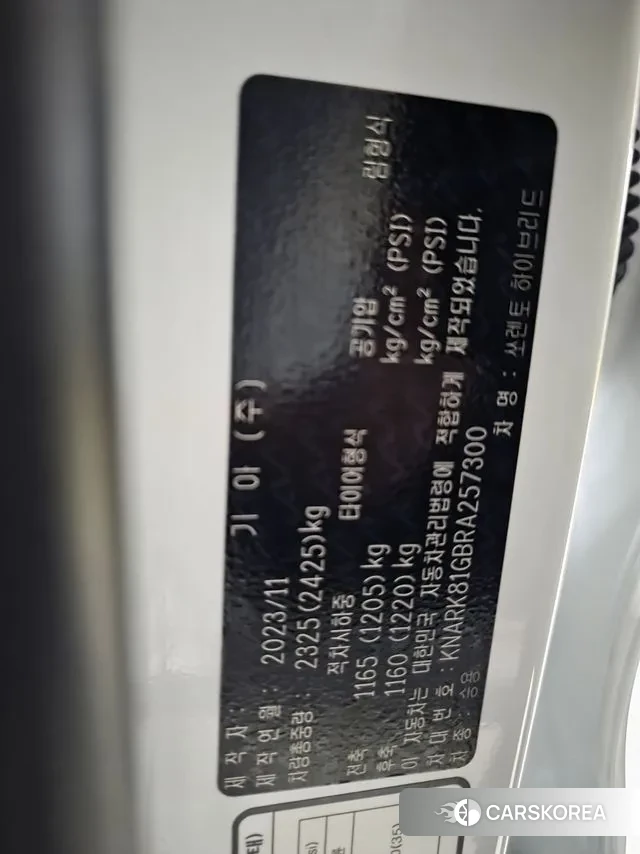 제작자 : 기아 (주)
제작연월 : 2023/11
차량총중량 : 2325(2425)kg
적차시하중 타이어형식 공기압 림형식
전축 : 1165 (1205)kg kg/cm² (PSI)
후축 : 1160 (1220)kg kg/cm² (PSI)
이 자동차는 대한민국 자동차관리법령에 적합하게 제작되었습니다.
차대번호 : KNARK81GBRA257300
차종 : 승용 차명 : 쏘렌토 하이브리드
CARSKOREA